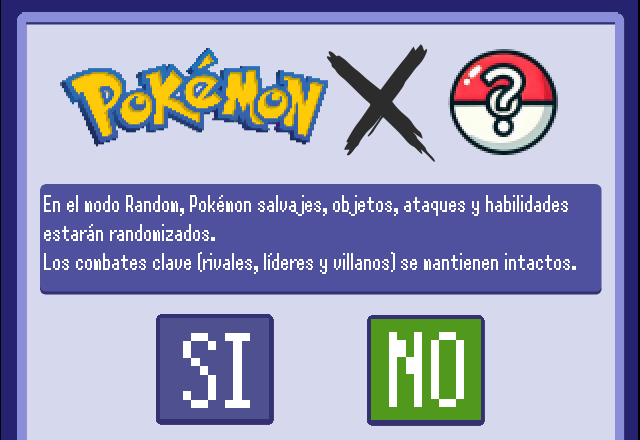 POKÉMON X ?
En el modo Random, Pokémon salvajes, objetos, ataques y habilidades
estarán randomizados.
Los combates clave (rivales, líderes y villanos) se mantienen intactos.
SI NO